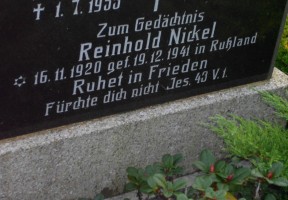 ✝ 1.7.1955
Zum Gedächtnis
Reinhold Nickel
✩ 16.11.1920 gef. 19.12.1941 in Rußland
Ruhet in Frieden
Fürchte dich nicht Jes. 43 V. 1.